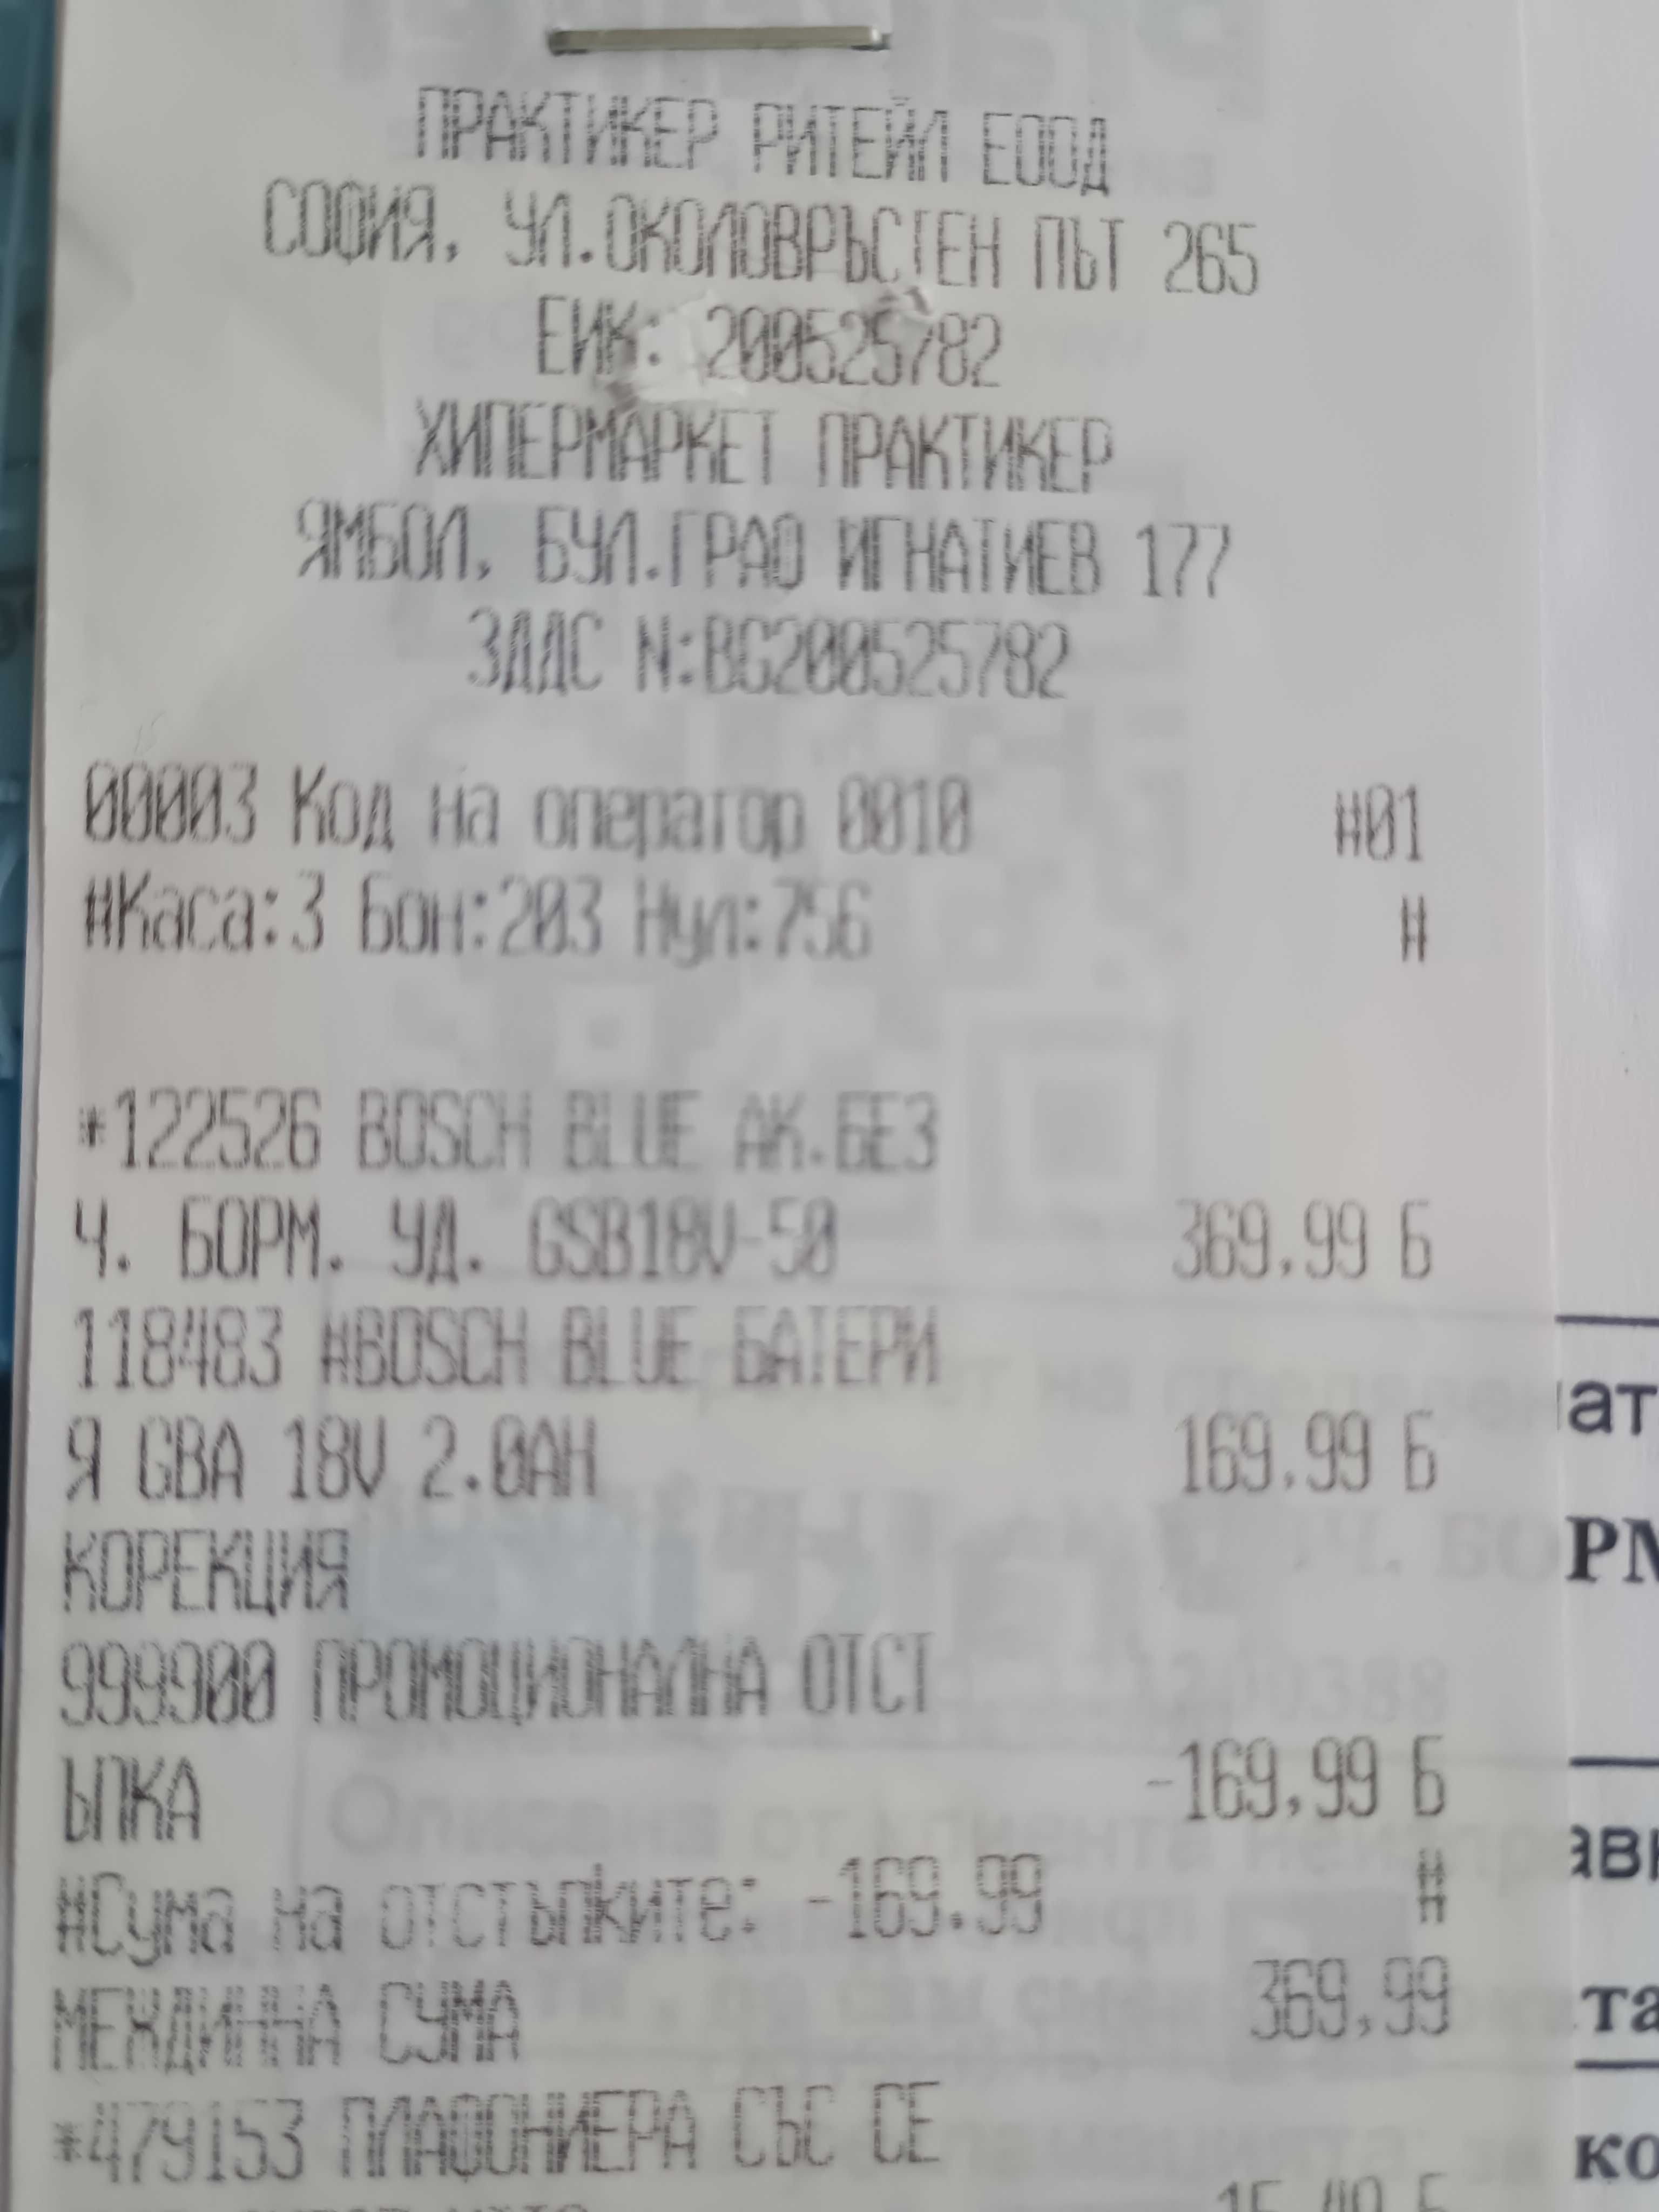 ПРАКТИКЕР РИТЕЙЛ ЕООД
СОФИЯ, УЛ.ОКОЛОВРЪСТЕН ПЪТ 265
ЕИК: 200525782
ХИПЕРМАРКЕТ ПРАКТИКЕР
ЯМБОЛ, БУЛ.ГРАФ ИГНАТИЕВ 177
ЗДДС N:BG200525782
00003 Код на оператор 0010 #01
#Каса:3 Бон:203 Нул:756 #
*122526 BOSCH BLUE АК.БЕЗ
Ч. БОРМ. УД. GSB18V-50 369.99 Б
118483 #BOSCH BLUE БАТЕРИ
Я GBA 18V 2.0AH 169.99 Б
КОРЕКЦИЯ
999900 ПРОМОЦИОНАЛНА ОТСТ
ЪПКА -169,99 Б
#Сума на отстъпките: -169.99 #
МЕЖДИННА СУМА 369,99
*479153 ПЛАФОНИЕРА СЪС СЕ
15,49 Б